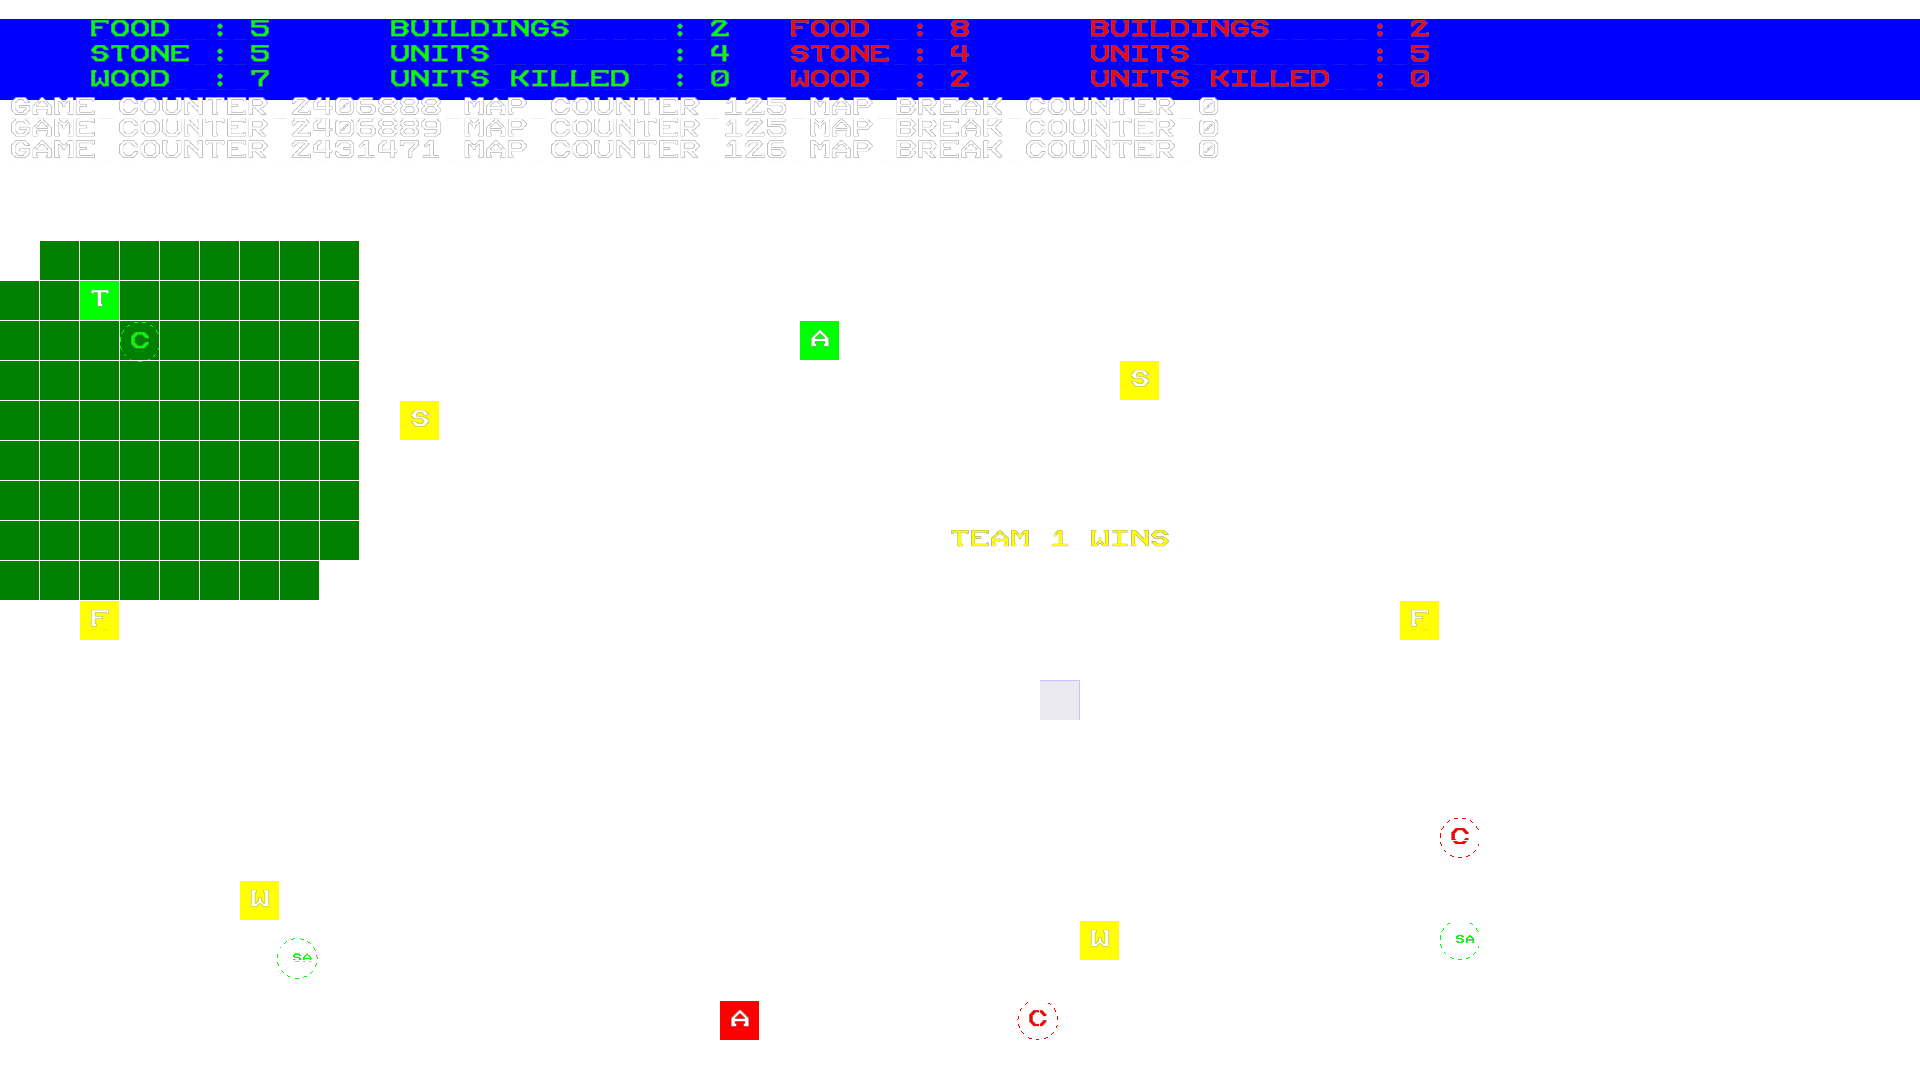 FOOD : 5 BUILDINGS : 2 FOOD : 8 BUILDINGS : 2
STONE : 5 UNITS : 4 STONE : 4 UNITS : 5
WOOD : 7 UNITS KILLED : 0 WOOD : 2 UNITS KILLED : 0
GAME COUNTER 2406888 MAP COUNTER 125 MAP BREAK COUNTER 0
GAME COUNTER 2406889 MAP COUNTER 125 MAP BREAK COUNTER 0
GAME COUNTER 2431471 MAP COUNTER 126 MAP BREAK COUNTER 0
T
C
A
S
S
TEAM 1 WINS
F
F
C
W
W
SA
SA
A
C